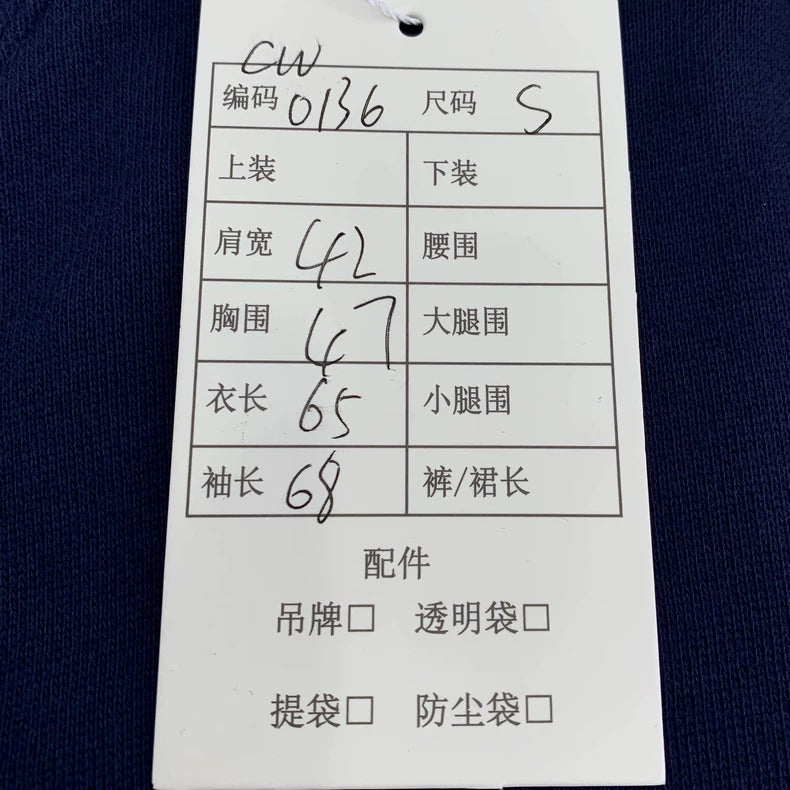 CW
编码 0136 尺码 S
上装 下装
肩宽 42 腰围
胸围 47 大腿围
衣长 65 小腿围
袖长 68 裤/裙长
配件
吊牌□ 透明袋□
提袋□ 防尘袋□